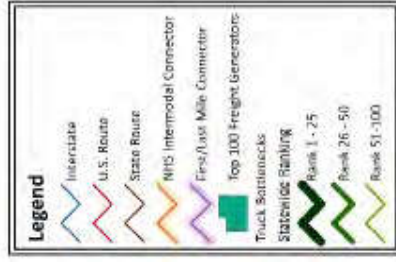 Legend
Interstate
U.S. Route
State Route
NHS Intermodal Connector
First/Last Mile Connector
Top 100 Freight Generators
Truck Bottlenecks
Statewide Ranking
Rank 1 - 25
Rank 26 - 50
Rank 51-100